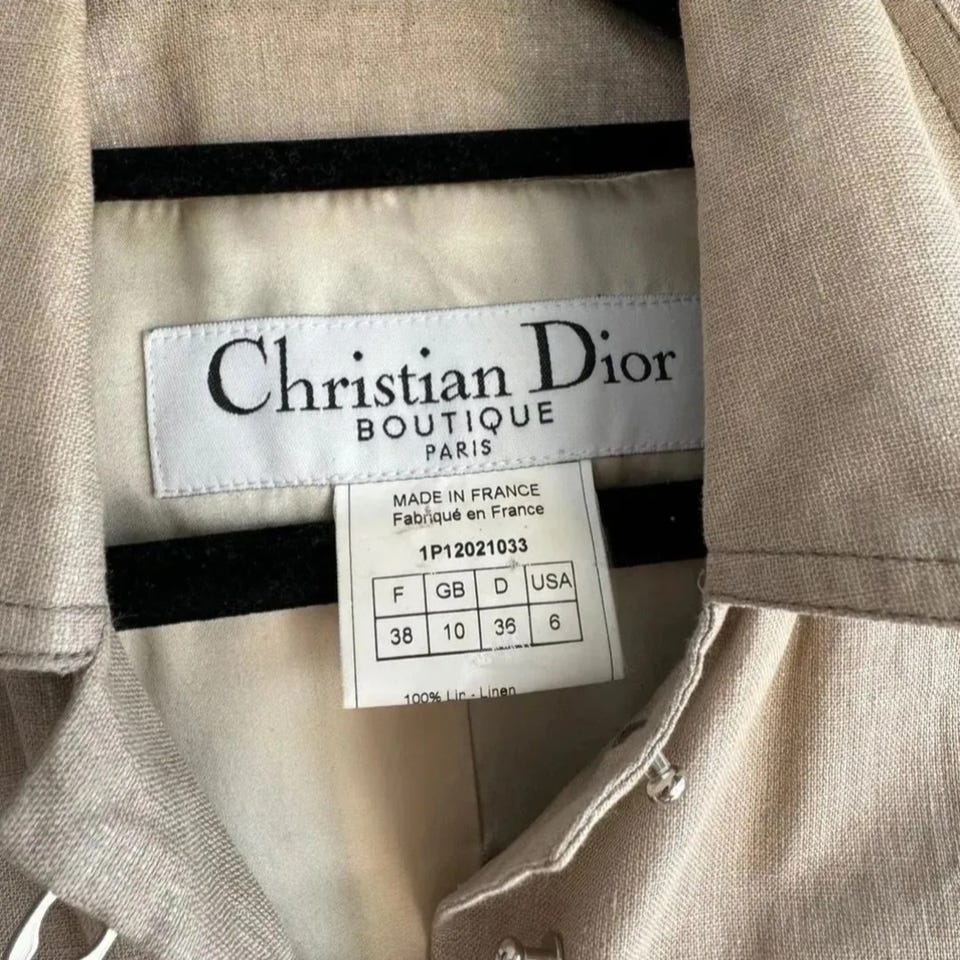 Christian Dior
BOUTIQUE
PARIS
MADE IN FRANCE
Fabriqué en France
1P12021033
F GB D USA
38 10 36 6
100% Lin - Linen